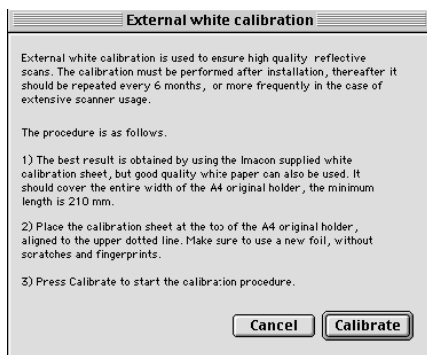 External white calibration
External white calibration is used to ensure high quality reflective
scans. The calibration must be performed after installation, thereafter it
should be repeated every 6 months, or more frequently in the case of
extensive scanner usage.
The procedure is as follows.
1) The best result is obtained by using the Imacon supplied white
calibration sheet, but good quality white paper can also be used. It
should cover the entire width of the A4 original holder, the minimum
length is 210 mm.
2) Place the calibration sheet at the top of the A4 original holder,
aligned to the upper dotted line. Make sure to use a new foil, without
scratches and fingerprints.
3) Press Calibrate to start the calibration procedure.
Cancel Calibrate